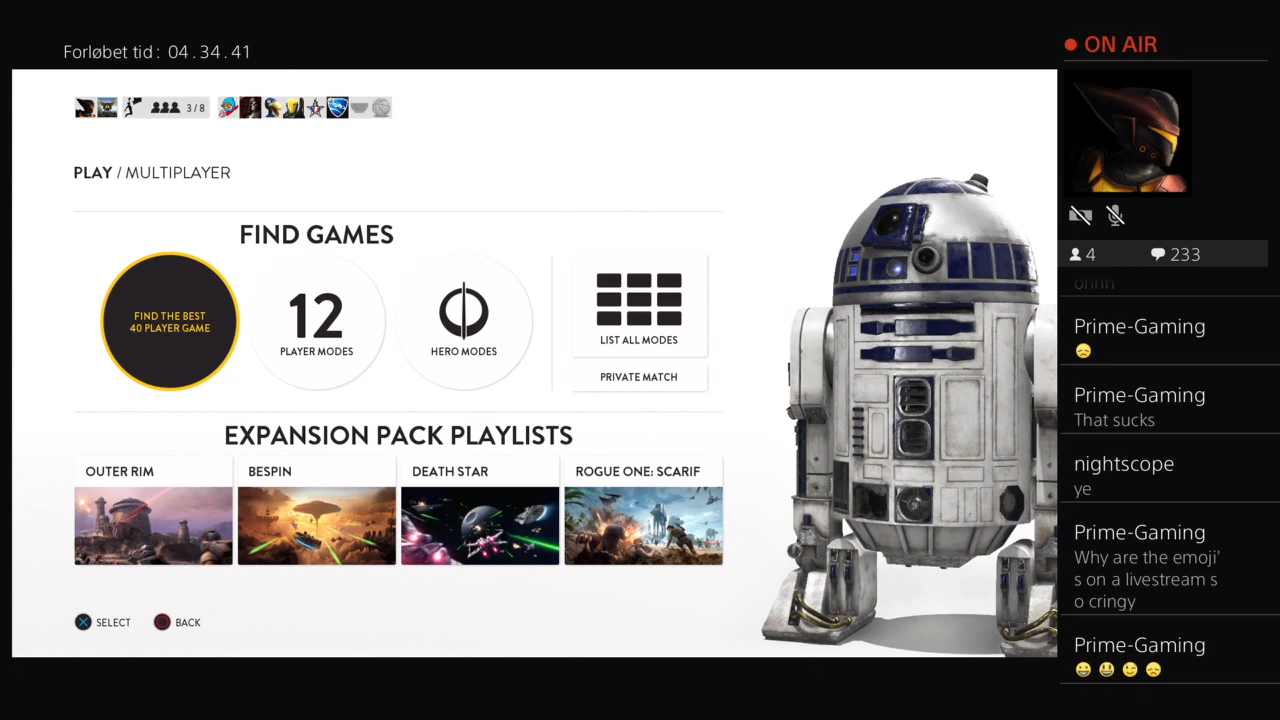 Forløbet tid: 04.34.41
ON AIR
3/8
PLAY / MULTIPLAYER
FIND GAMES
FIND THE BEST
40 PLAYER GAME
12
PLAYER MODES
HERO MODES
LIST ALL MODES
PRIVATE MATCH
EXPANSION PACK PLAYLISTS
OUTER RIM
BESPIN
DEATH STAR
ROGUE ONE: SCARIF
SELECT
BACK
4
233
ohhh
Prime-Gaming
😞
Prime-Gaming
That sucks
nightscope
ye
Prime-Gaming
Why are the emoji'
s on a livestream s
o cringy
Prime-Gaming
😀 😃 😉 😞